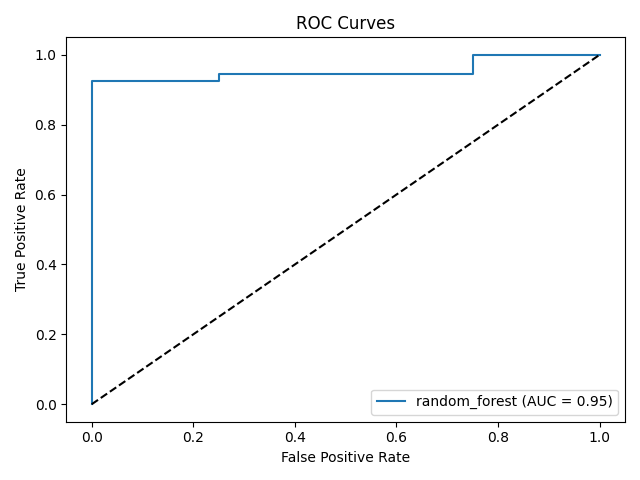 ROC Curves
True Positive Rate
1.0
0.8
0.6
0.4
0.2
0.0
random_forest (AUC = 0.95)
0.0 0.2 0.4 0.6 0.8 1.0
False Positive Rate